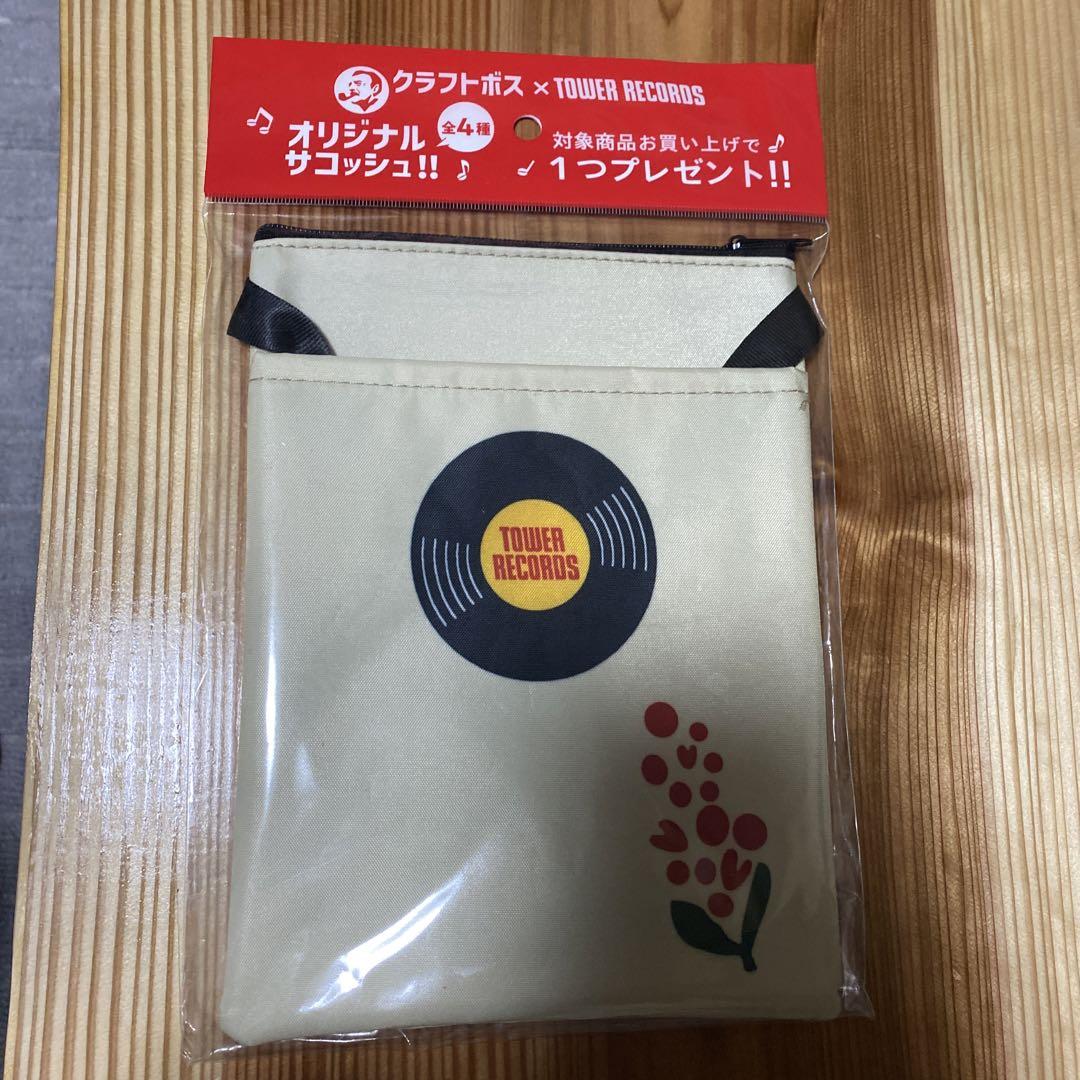 クラフトボス × TOWER RECORDS
オリジナル
サコッシュ!!
全4種
対象商品お買い上げで
1つプレゼント!!
TOWER
RECORDS